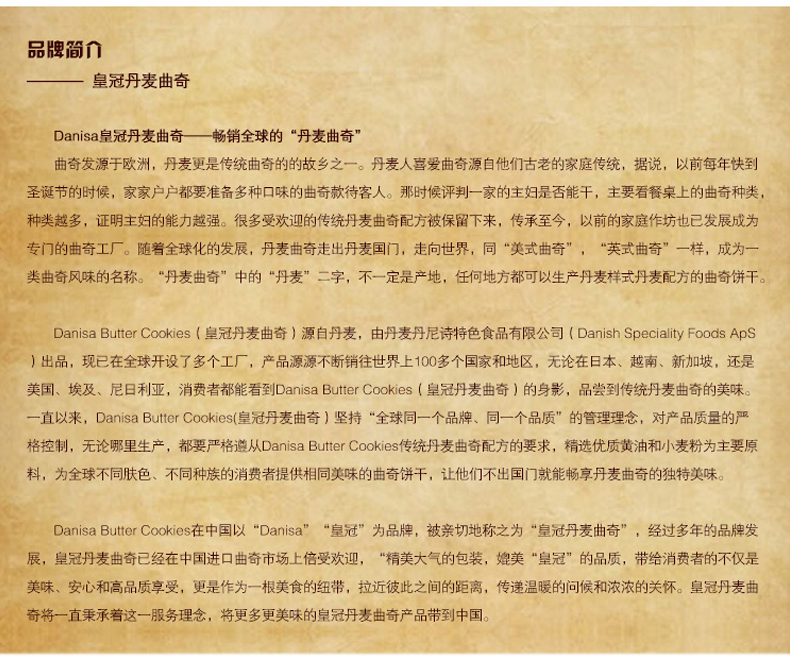 品牌简介
——— 皇冠丹麦曲奇
Danisa皇冠丹麦曲奇——畅销全球的“丹麦曲奇”
曲奇发源于欧洲，丹麦更是传统曲奇的的故乡之一。丹麦人喜爱曲奇源自他们古老的家庭传统，据说，以前每年快到
圣诞节的时候，家家户户都要准备多种口味的曲奇款待客人。那时候评判一家的主妇是否能干，主要看餐桌上的曲奇种类，
种类越多，证明主妇的能力越强。很多受欢迎的传统丹麦曲奇配方被保留下来，传承至今，以前的家庭作坊也已发展成为
专门的曲奇工厂。随着全球化的发展，丹麦曲奇走出丹麦国门，走向世界，同“美式曲奇”，“英式曲奇”一样，成为一
类曲奇风味的名称。“丹麦曲奇”中的“丹麦”二字，不一定是产地，任何地方都可以生产丹麦样式丹麦配方的曲奇饼干。
Danisa Butter Cookies（皇冠丹麦曲奇）源自丹麦，由丹麦丹尼诗特色食品有限公司（Danish Speciality Foods ApS
）出品，现已在全球开设了多个工厂，产品源源不断销往世界上100多个国家和地区，无论在日本、越南、新加坡，还是
美国、埃及、尼日利亚，消费者都能看到Danisa Butter Cookies（皇冠丹麦曲奇）的身影，品尝到传统丹麦曲奇的美味。
一直以来，Danisa Butter Cookies(皇冠丹麦曲奇）坚持“全球同一个品牌、同一个品质”的管理理念，对产品质量的严
格控制，无论哪里生产，都要严格遵从Danisa Butter Cookies传统丹麦曲奇配方的要求，精选优质黄油和小麦粉为主要原
料，为全球不同肤色、不同种族的消费者提供相同美味的曲奇饼干，让他们不出国门就能畅享丹麦曲奇的独特美味。
Danisa Butter Cookies在中国以“Danisa”“皇冠”为品牌，被亲切地称之为“皇冠丹麦曲奇”，经过多年的品牌发
展，皇冠丹麦曲奇已经在中国进口曲奇市场上倍受欢迎，“精美大气的包装，媲美“皇冠”的品质，带给消费者的不仅是
美味、安心和高品质享受，更是作为一根美食的纽带，拉近彼此之间的距离，传递温暖的问候和浓浓的关怀。皇冠丹麦曲
奇将一直秉承着这一服务理念，将更多更美味的皇冠丹麦曲奇产品带到中国。